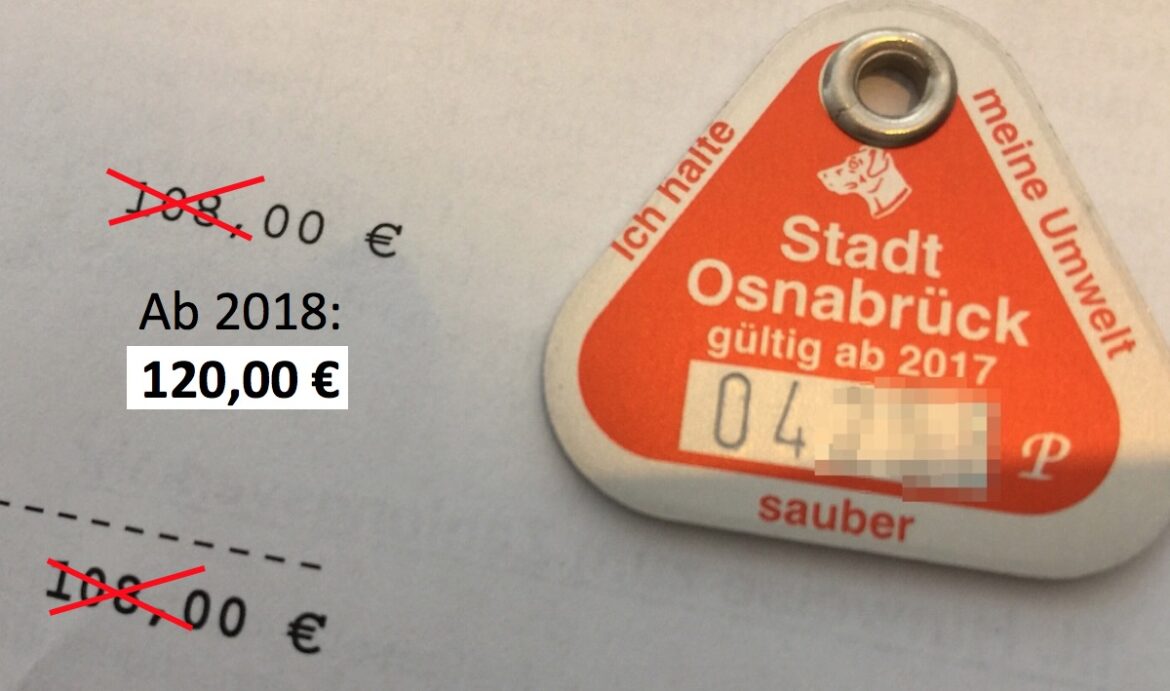 108,00 €
Ab 2018:
120,00 €
108,00 €
Ich halte
meine Umwelt
sauber
Stadt
Osnabrück
gültig ab 2017
04
P